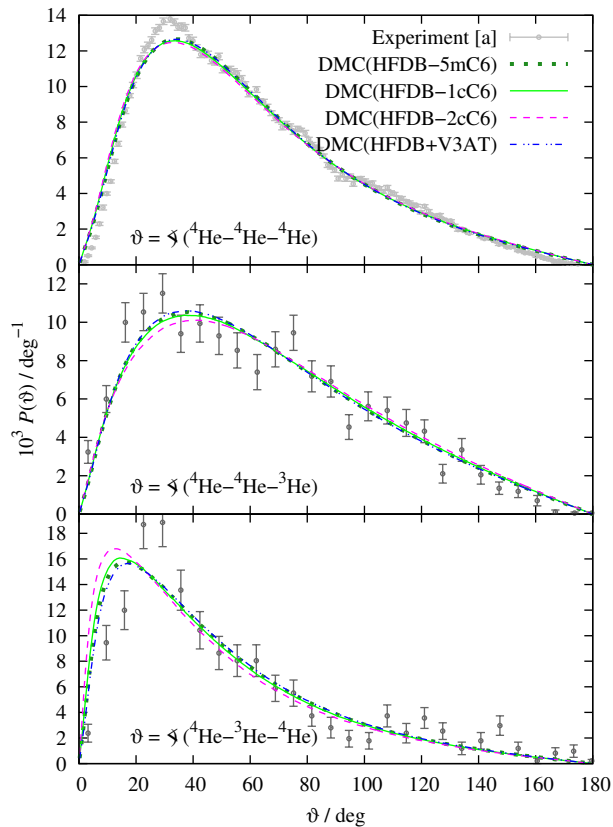 14
12
10
8
6
4
2
0
Experiment [a]
DMC(HFDB−5mC6)
DMC(HFDB−1cC6)
DMC(HFDB−2cC6)
DMC(HFDB+V3AT)
ϑ = ∢ (⁴He−⁴He−⁴He)
12
10
8
6
4
2
0
10³ P(ϑ) / deg⁻¹
ϑ = ∢ (⁴He−⁴He−³He)
18
16
14
12
10
8
6
4
2
0
ϑ = ∢ (⁴He−³He−⁴He)
0 20 40 60 80 100 120 140 160 180
ϑ / deg